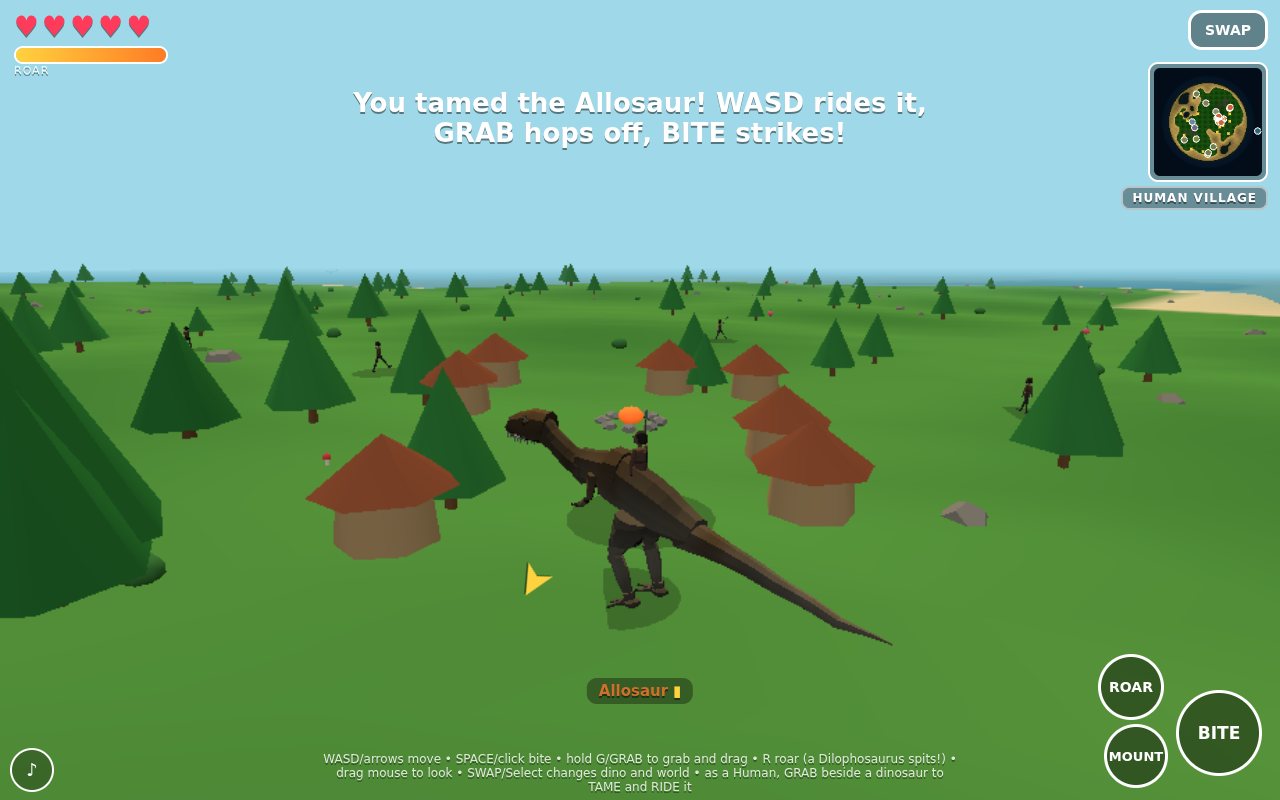 SWAP
ROAR
You tamed the Allosaur! WASD rides it,
GRAB hops off, BITE strikes!
HUMAN VILLAGE
Allosaur
ROAR
BITE
MOUNT
WASD/arrows move • SPACE/click bite • hold G/GRAB to grab and drag • R roar (a Dilophosaurus spits!) •
drag mouse to look • SWAP/Select changes dino and world • as a Human, GRAB beside a dinosaur to
TAME and RIDE it